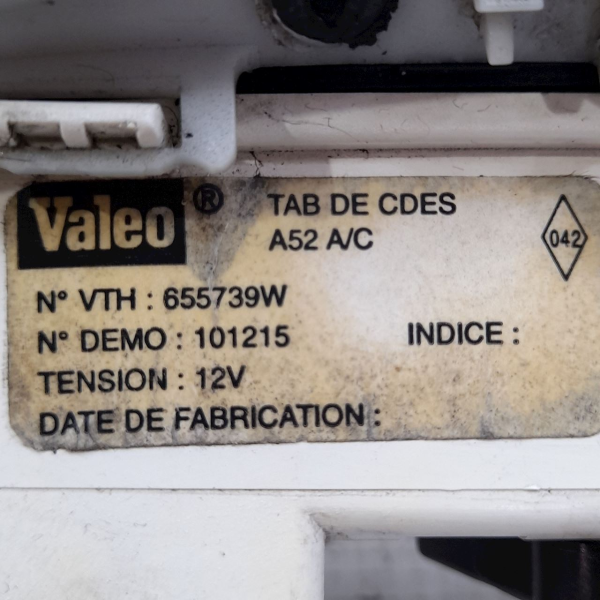 Valeo ® TAB DE CDES
A52 A/C
042
N° VTH : 655739W
N° DEMO : 101215 INDICE :
TENSION : 12V
DATE DE FABRICATION :